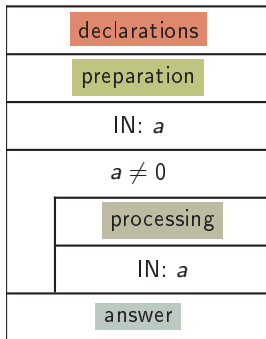 declarations
preparation
IN: a
a ≠ 0
processing
IN: a
answer